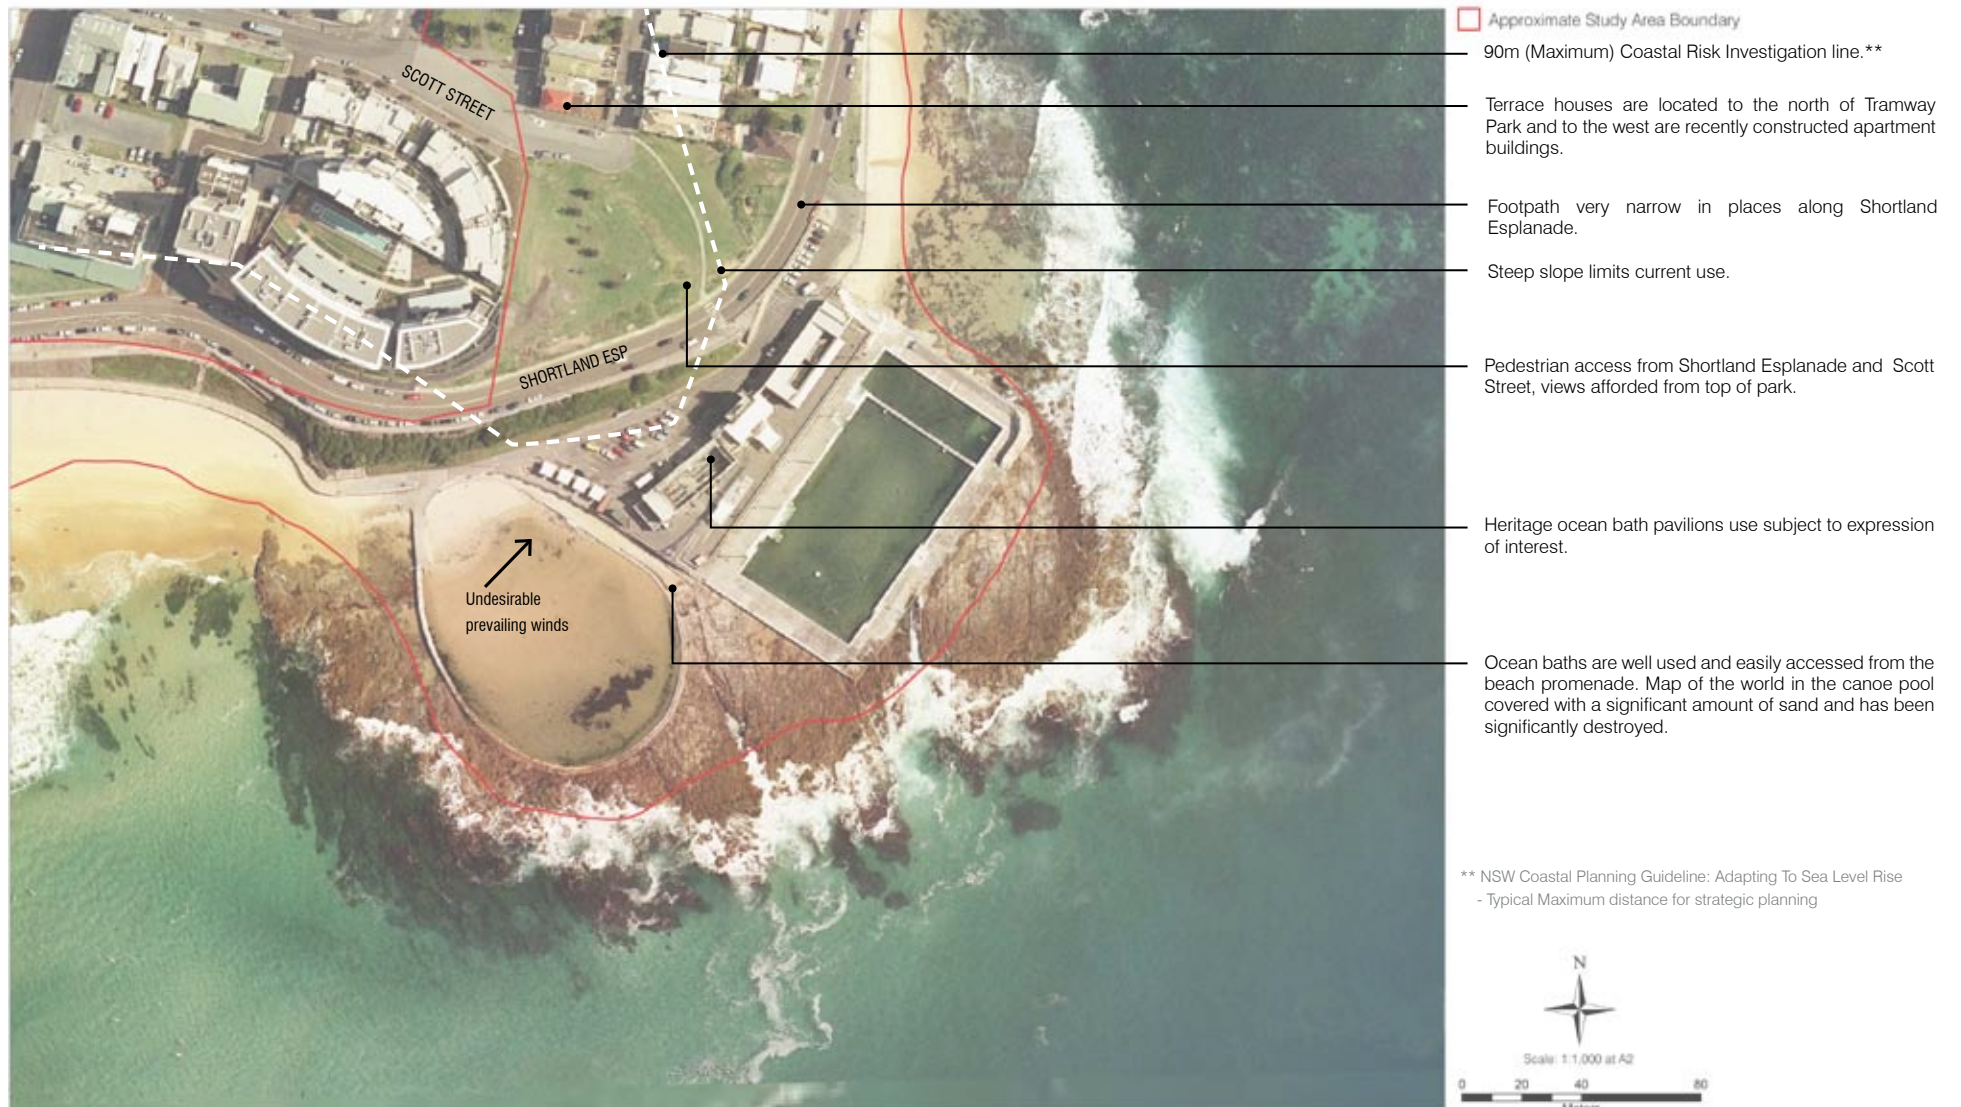 Approximate Study Area Boundary
90m (Maximum) Coastal Risk Investigation line.**
Terrace houses are located to the north of Tramway
Park and to the west are recently constructed apartment
buildings.
Footpath very narrow in places along Shortland
Esplanade.
Steep slope limits current use.
Pedestrian access from Shortland Esplanade and Scott
Street, views afforded from top of park.
Heritage ocean bath pavilions use subject to expression
of interest.
Ocean baths are well used and easily accessed from the
beach promenade. Map of the world in the canoe pool
covered with a significant amount of sand and has been
significantly destroyed.
SCOTT STREET
SHORTLAND ESP
Undesirable
prevailing winds
** NSW Coastal Planning Guideline: Adapting To Sea Level Rise
- Typical Maximum distance for strategic planning
N
Scale: 1:1,000 at A2
0 20 40 80
Meters